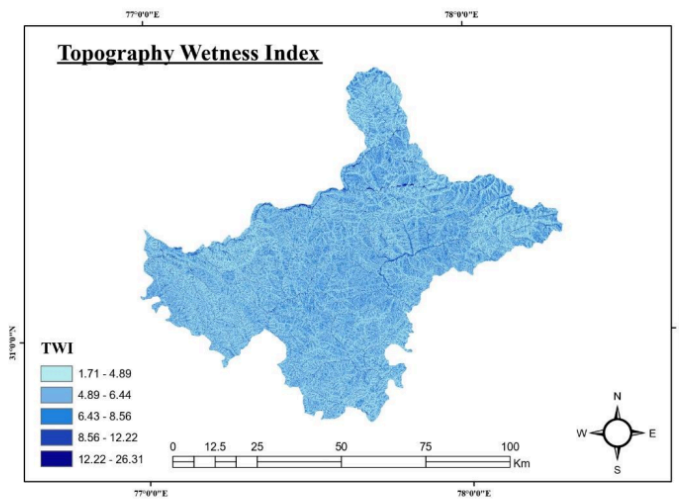 77°0'0"E 78°0'0"E
Topography Wetness Index
31°0'0"N
TWI
1.71 - 4.89
4.89 - 6.44
6.43 - 8.56
8.56 - 12.22
12.22 - 26.31
0 12.5 25 50 75 100
Km
N
W E
S
77°0'0"E 78°0'0"E